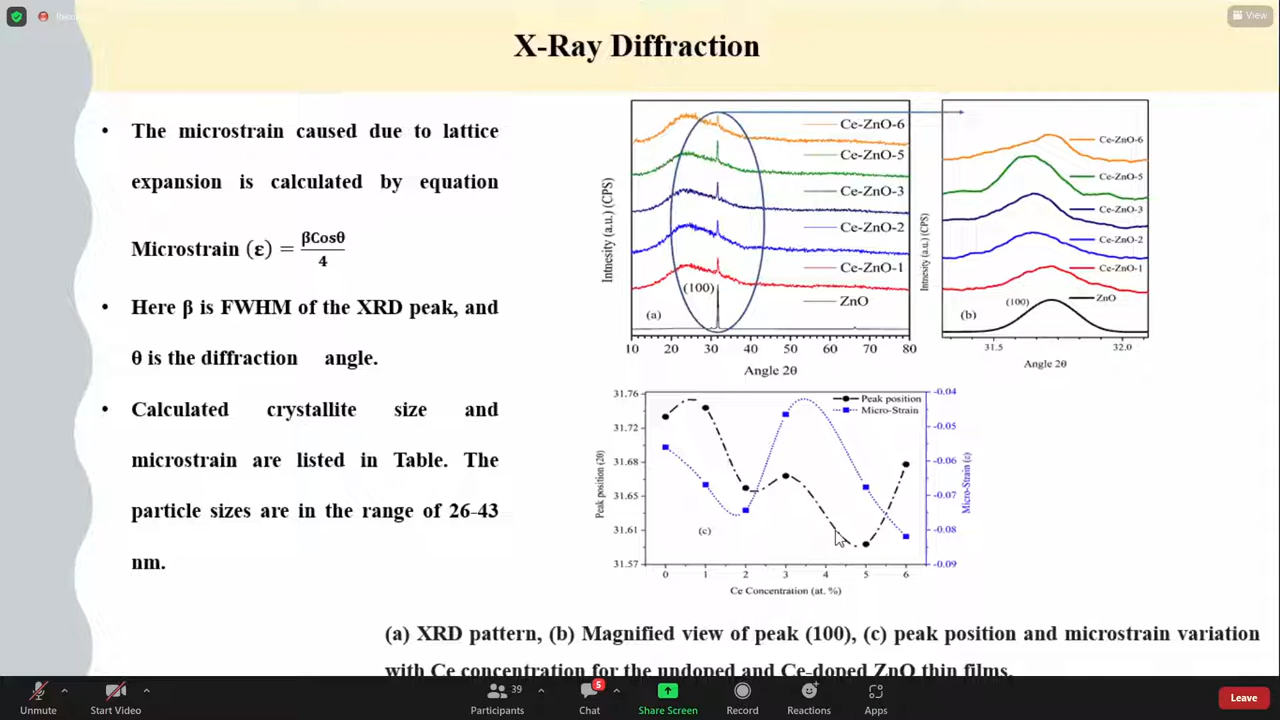 View
X-Ray Diffraction
• The microstrain caused due to lattice
expansion is calculated by equation
Microstrain (ε) = βCosθ/4
• Here β is FWHM of the XRD peak, and
θ is the diffraction angle.
• Calculated crystallite size and
microstrain are listed in Table. The
particle sizes are in the range of 26-43
nm.
Ce-ZnO-6
Ce-ZnO-5
Ce-ZnO-3
Ce-ZnO-2
Ce-ZnO-1
(100)
ZnO
(a)
Intnesity (a.u.) (CPS)
10 20 30 40 50 60 70 80
Angle 2θ
Ce-ZnO-6
Ce-ZnO-5
Ce-ZnO-3
Ce-ZnO-2
Ce-ZnO-1
(100)
ZnO
(b)
Intnesity (a.u.) (CPS)
31.5 32.0
Angle 2θ
Peak position
Micro-Strain
31.76
31.72
31.68
31.65
31.61
31.57
Peak position (2θ)
(c)
-0.04
-0.05
-0.06
-0.07
-0.08
-0.09
Micro-Strain (ε)
0 1 2 3 4 5 6
Ce Concentration (at. %)
(a) XRD pattern, (b) Magnified view of peak (100), (c) peak position and microstrain variation
with Ce concentration for the undoped and Ce-doped ZnO thin films.
Unmute
Start Video
39
Participants
5
Chat
Share Screen
Record
Reactions
Apps
Leave